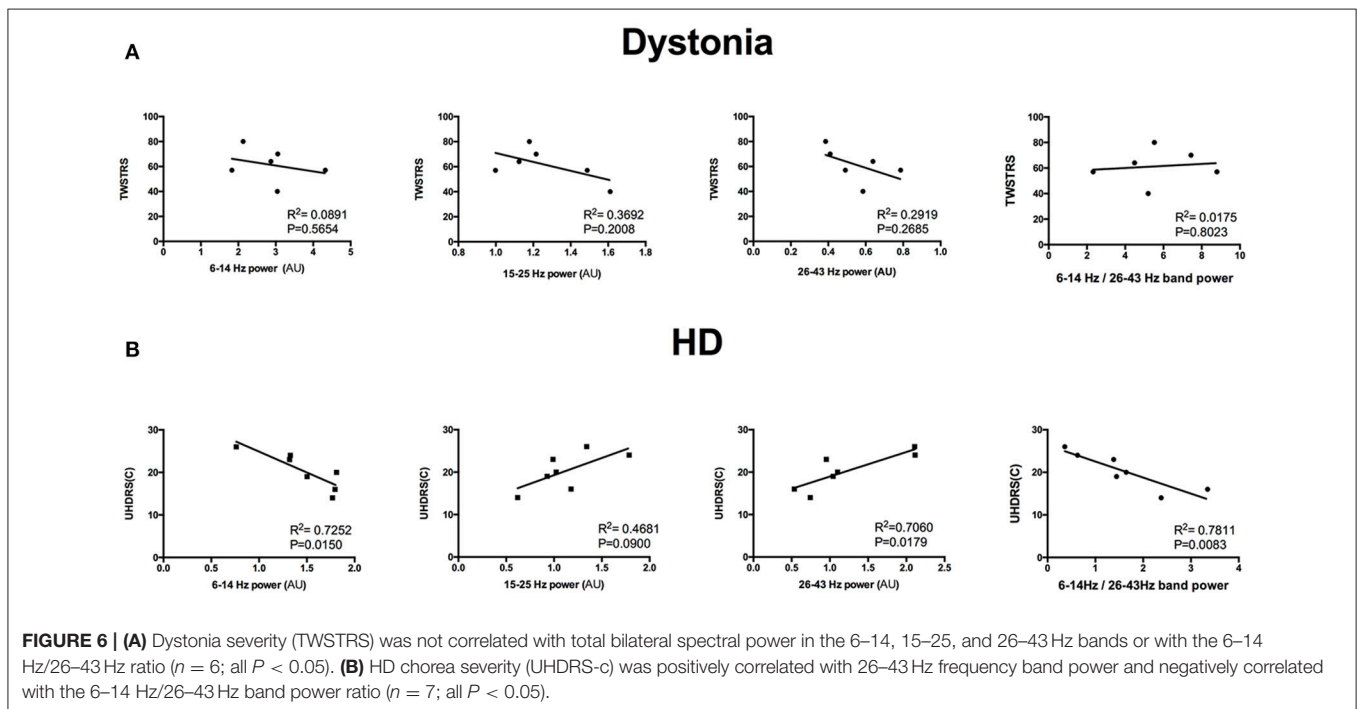 Dystonia
A
TWSTRS
100
80
60
40
20
0
0 1 2 3 4 5
6-14 Hz power (AU)
R²= 0.0891
P=0.5654
TWSTRS
100
80
60
40
20
0
0.8 1.0 1.2 1.4 1.6 1.8
15-25 Hz power (AU)
R²= 0.3692
P=0.2008
TWSTRS
100
80
60
40
20
0
0.0 0.2 0.4 0.6 0.8 1.0
26-43 Hz power (AU)
R²= 0.2919
P=0.2685
TWSTRS
100
80
60
40
20
0
0 2 4 6 8 10
6-14 Hz / 26-43 Hz band power
R²= 0.0175
P=0.8023
HD
B
UHDRS(C)
30
20
10
0
0.0 0.5 1.0 1.5 2.0
6-14 Hz power (AU)
R²= 0.7252
P=0.0150
UHDRS(C)
30
20
10
0
0.0 0.5 1.0 1.5 2.0
15-25 Hz power (AU)
R²= 0.4681
P=0.0900
UHDRS(C)
30
20
10
0
0.0 0.5 1.0 1.5 2.0 2.5
26-43 Hz power (AU)
R²=0.7060
P=0.0179
UHDRS(C)
30
20
10
0
0 1 2 3 4
6-14Hz / 26-43Hz band power
R²= 0.7811
P=0.0083
FIGURE 6 | (A) Dystonia severity (TWSTRS) was not correlated with total bilateral spectral power in the 6–14, 15–25, and 26–43 Hz bands or with the 6–14
Hz/26–43 Hz ratio (n = 6; all P < 0.05). (B) HD chorea severity (UHDRS-c) was positively correlated with 26–43 Hz frequency band power and negatively correlated
with the 6–14 Hz/26–43 Hz band power ratio (n = 7; all P < 0.05).